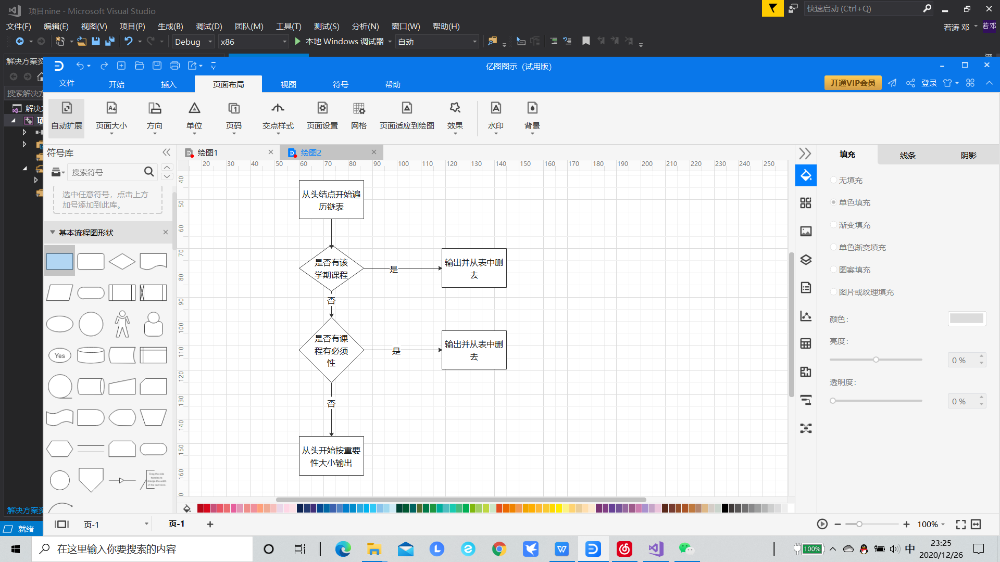 项目nine - Microsoft Visual Studio
快速启动 (Ctrl+Q)
文件(F) 编辑(E) 视图(V) 项目(P) 生成(B) 调试(D) 团队(M) 工具(T) 测试(S) 分析(N) 窗口(W) 帮助(H)
若涛 邓 若邓
Debug x86 本地 Windows 调试器 自动
解决方案资
亿图图示 (试用版)
文件 开始 插入 页面布局 视图 符号 帮助
开通VIP会员 登录
搜索解决方
解决
自动扩展 页面大小 方向 单位 页码 交点样式 页面设置 网格 页面适应到绘图 效果 水印 背景
符号库
绘图1
绘图2
填充 线条 阴影
搜索符号
20 30 40 50 60 70 80 90 100 110 120 130 140 150 160 170 180 190 200 210 220 230 240 250
40
50
60
70
80
90
100
110
120
130
140
150
160
0
选中任意符号，点击上方
加号添加到此库。
基本流程图形状
Yes
Drag the side
handles to
change the width
of the text block.
从头结点开始遍
历链表
是否有该
学期课程
是
输出并从表中删
去
否
是否有课
程有必须
性
是
输出并从表中删
去
否
从头开始按重要
性大小输出
无填充
单色填充
渐变填充
单色渐变填充
图案填充
图片或纹理填充
颜色:
亮度:
0 %
透明度:
0 %
解决方案资
就绪
页-1
页-1
100%
在这里输入你要搜索的内容
100%
中
23:25
2020/12/26